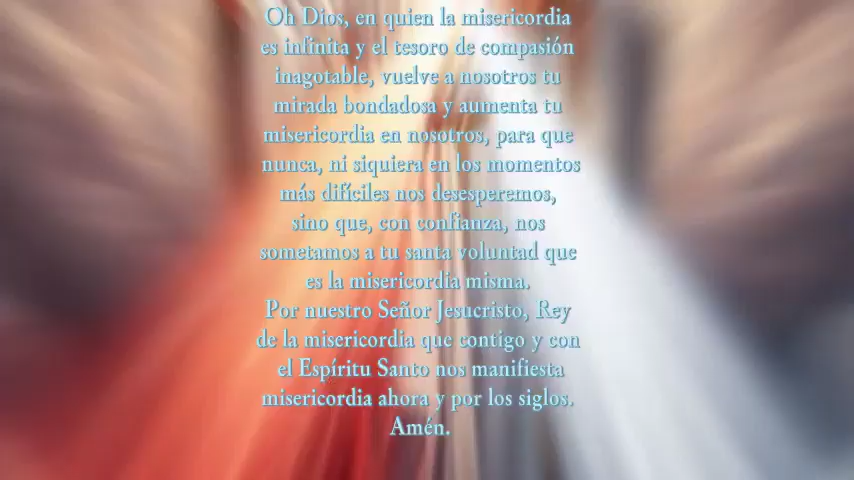 Oh Dios, en quien la misericordia
es infinita y el tesoro de compasión
inagotable, vuelve a nosotros tu
mirada bondadosa y aumenta tu
misericordia en nosotros, para que
nunca, ni siquiera en los momentos
más difíciles nos desesperemos,
sino que, con confianza, nos
sometamos a tu santa voluntad que
es la misericordia misma.
Por nuestro Señor Jesucristo, Rey
de la misericordia que contigo y con
el Espíritu Santo nos manifiesta
misericordia ahora y por los siglos.
Amén.